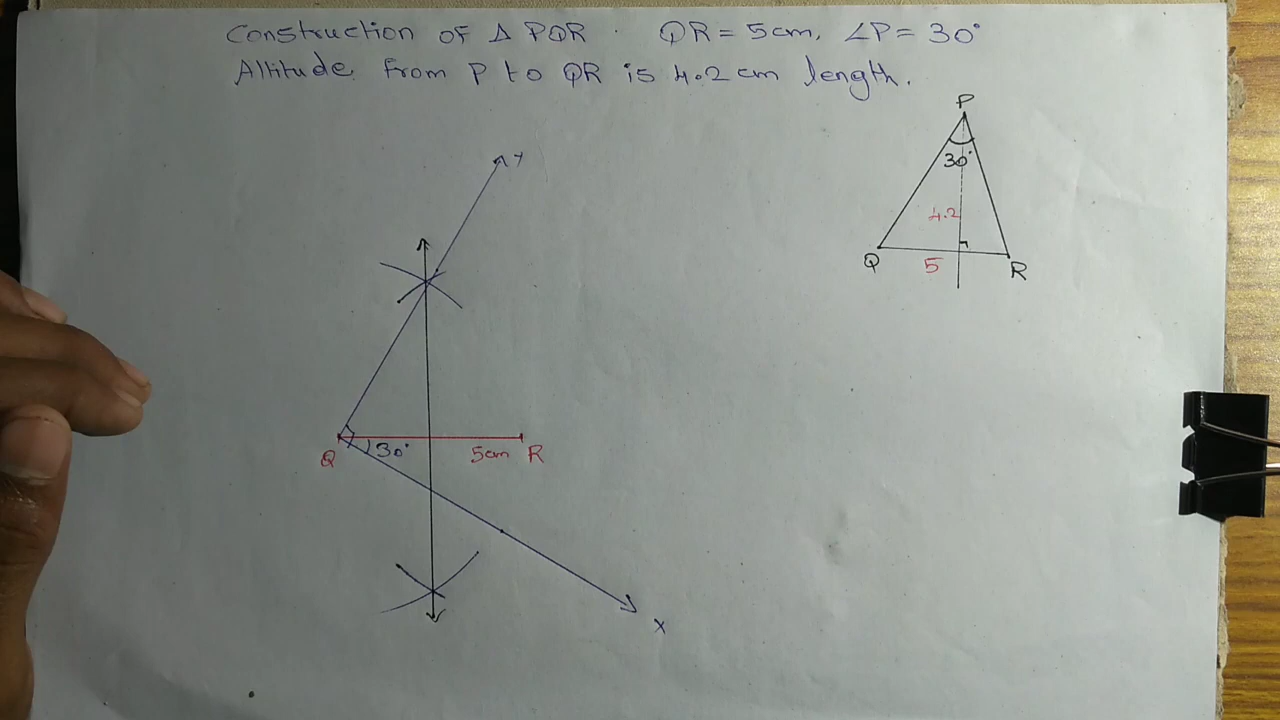 Construction of Δ PQR . QR = 5cm, ∠P = 30°
Altitude from P to QR is 4.2 cm length.
P
30°
4.2
Q
5
R
Y
Q
30°
5cm R
X